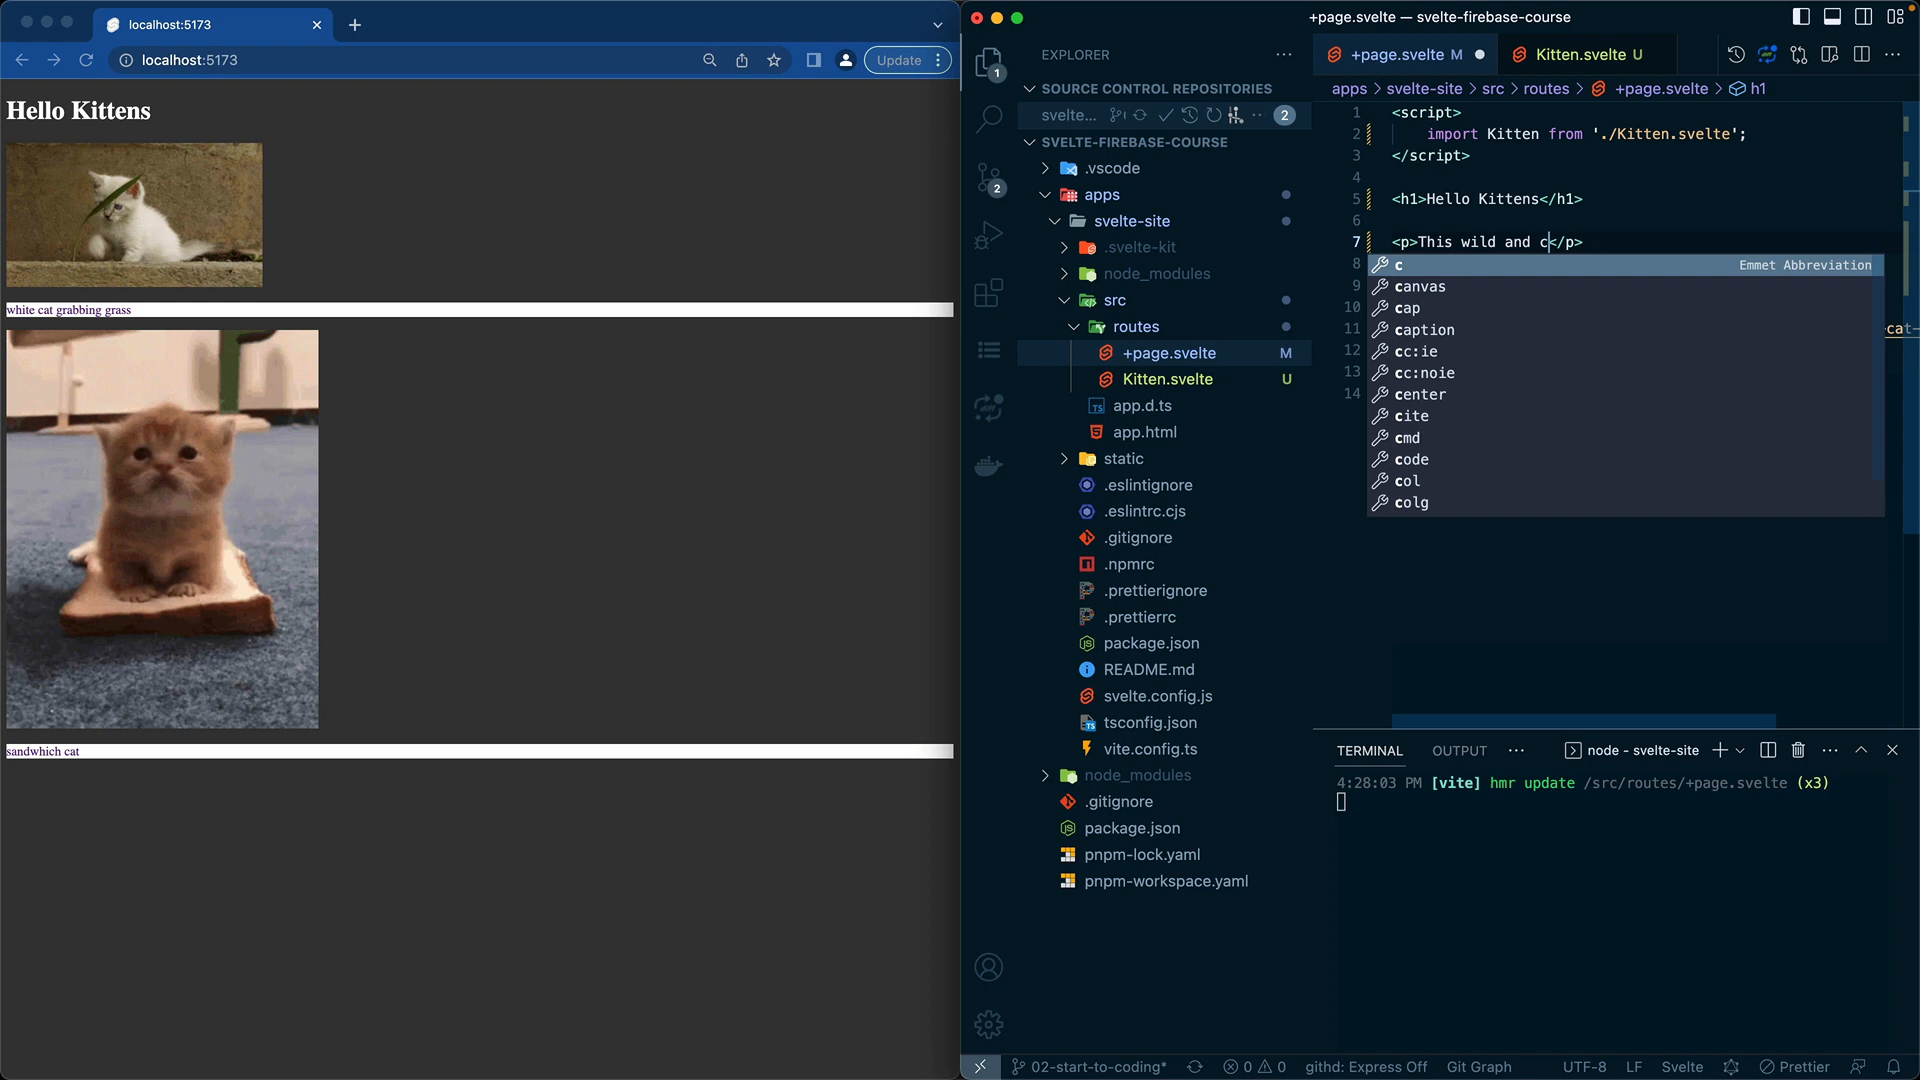 localhost:5173
localhost:5173
Update
Hello Kittens
white cat grabbing grass
sandwhich cat
+page.svelte — svelte-firebase-course
EXPLORER
SOURCE CONTROL REPOSITORIES
svelte...
2
SVELTE-FIREBASE-COURSE
.vscode
apps
svelte-site
.svelte-kit
node_modules
src
routes
+page.svelte M
Kitten.svelte U
app.d.ts
app.html
static
.eslintignore
.eslintrc.cjs
.gitignore
.npmrc
.prettierignore
.prettierrc
package.json
README.md
svelte.config.js
tsconfig.json
vite.config.ts
node_modules
.gitignore
package.json
pnpm-lock.yaml
pnpm-workspace.yaml
1
2
+page.svelte M
Kitten.svelte U
apps > svelte-site > src > routes > +page.svelte > h1
1 <script>
2 import Kitten from './Kitten.svelte';
3 </script>
4
5 <h1>Hello Kittens</h1>
6
7 <p>This wild and c</p>
8
9
10
11
12
13
14
c Emmet Abbreviation
canvas
cap
caption
cc:ie
cc:noie
center
cite
cmd
code
col
colg
cat-
TERMINAL OUTPUT
node - svelte-site
4:28:03 PM [vite] hmr update /src/routes/+page.svelte (x3)
02-start-to-coding* 0 0 githd: Express Off Git Graph UTF-8 LF Svelte Prettier